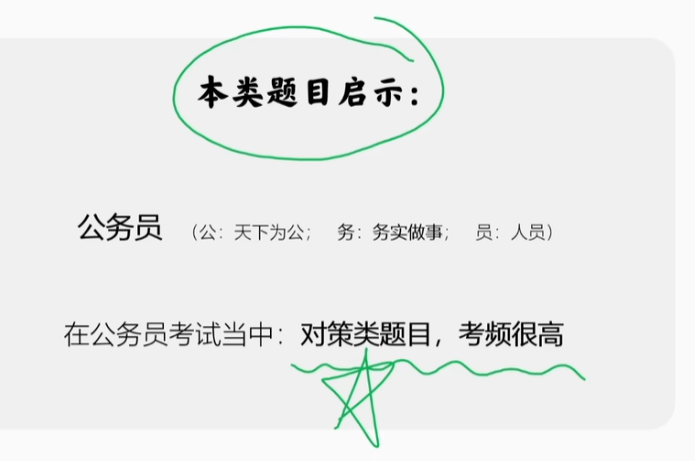 本类题目启示：
公务员 （公：天下为公； 务：务实做事； 员：人员）
在公务员考试当中：对策类题目，考频很高